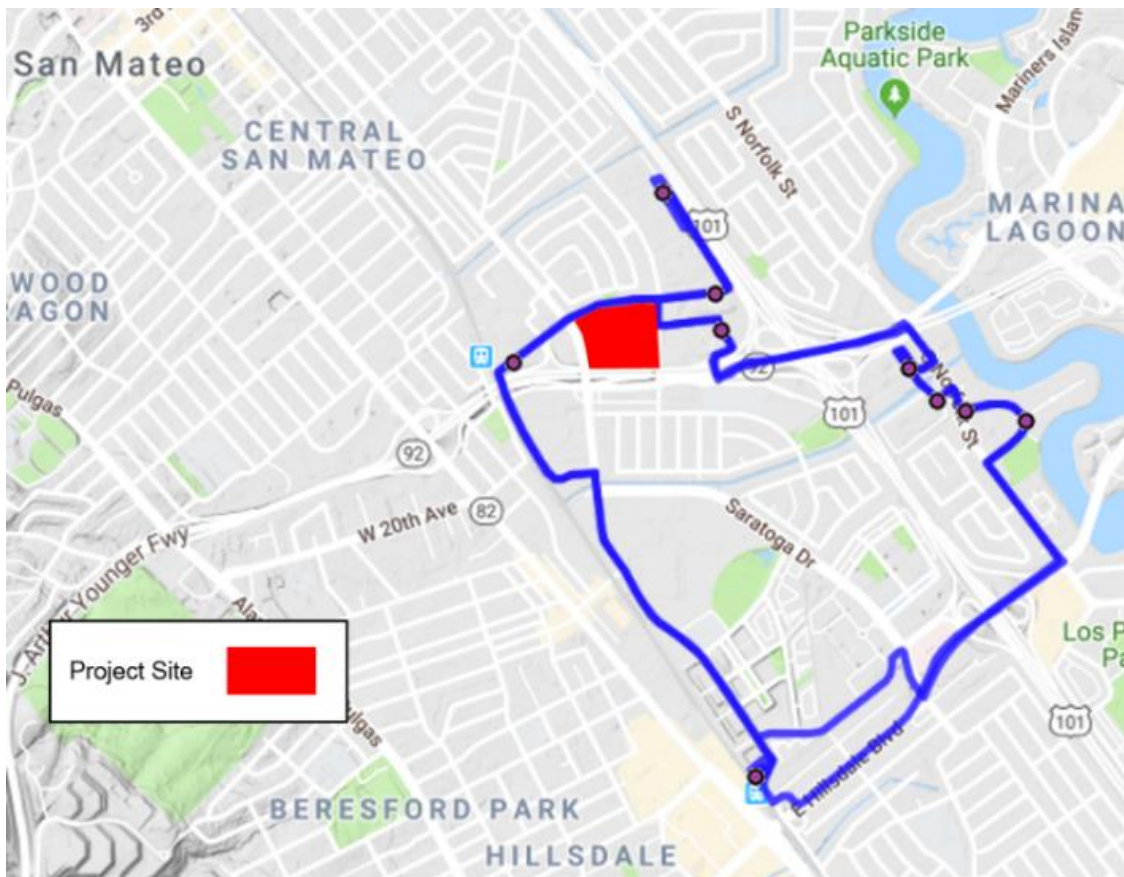 3rd
San Mateo
Parkside
Aquatic Park
Mariners Island
CENTRAL
SAN MATEO
S Norfolk St
MARINA
LAGOON
101
WOOD
RAGON
92
Pulgas
101
92
82
W 20th Ave
Saratoga Dr
J. Arthur Younger Fwy
Project Site
Los P
Pa
101
E Hillsdale Blvd
BERESFORD PARK
HILLSDALE